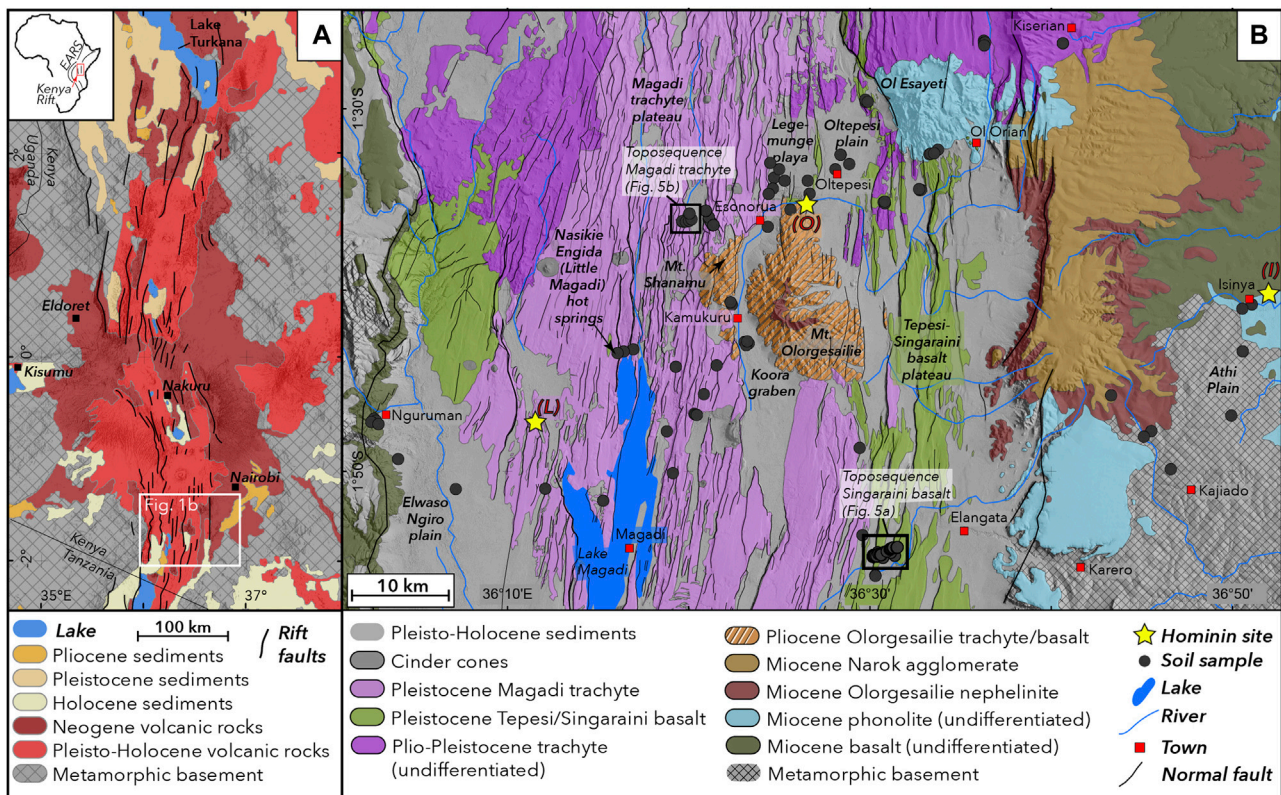 EARS
Kenya
Rift
Lake
Turkana
A
2°
Uganda
Kenya
Eldoret
Kisumu
0°
Nakuru
Nairobi
Fig. 1b
Kenya
Tanzania
-2°
35°E
37°
Lake
100 km
Rift
faults
Pliocene sediments
Pleistocene sediments
Holocene sediments
Neogene volcanic rocks
Pleisto-Holocene volcanic rocks
Metamorphic basement
B
Kiserian
1°30'S
Magadi
trachyte
plateau
Ol Esayeti
Lege-
munge
playa
Oltepesi
plain
Ol Orian
Toposequence
Magadi trachyte
(Fig. 5b)
Oltepesi
Esonorua
(O)
Nasikie
Engida
(Little
Magadi)
hot
springs
Mt.
Shanamu
(I)
Isinya
Kamukuru
Mt.
Olorgesailie
Tepesi-
Singaraini
basalt
plateau
Koora
graben
Athi
Plain
Nguruman
(L)
1°50'S
Toposequence
Singaraini basalt
(Fig. 5a)
Kajiado
Elwaso
Ngiro
plain
Elangata
Magadi
Lake
Magadi
Karero
10 km
36°10'E
36°30'E
36°50'E
Pleisto-Holocene sediments
Cinder cones
Pleistocene Magadi trachyte
Pleistocene Tepesi/Singaraini basalt
Plio-Pleistocene trachyte
(undifferentiated)
Pliocene Olorgesailie trachyte/basalt
Miocene Narok agglomerate
Miocene Olorgesailie nephelinite
Miocene phonolite (undifferentiated)
Miocene basalt (undifferentiated)
Metamorphic basement
Hominin site
Soil sample
Lake
River
Town
Normal fault